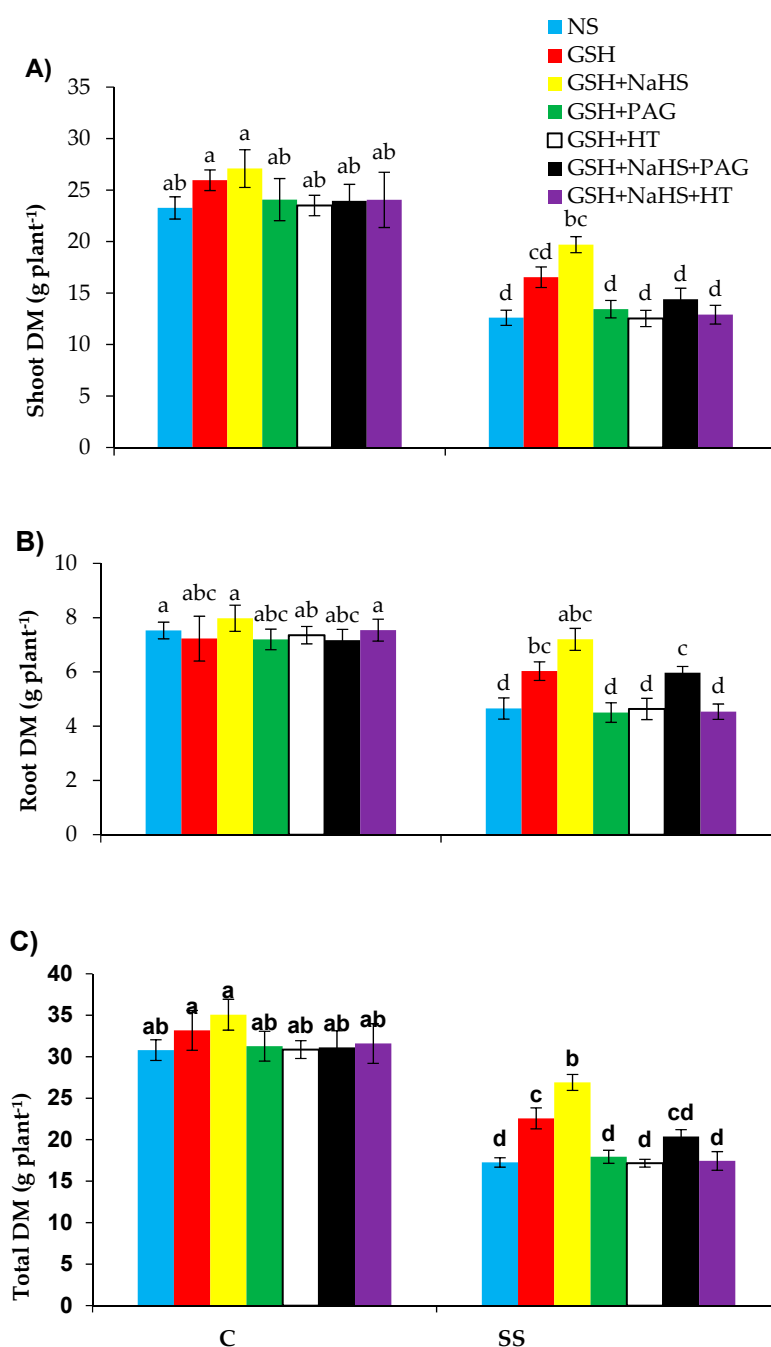 NS
GSH
GSH+NaHS
GSH+PAG
GSH+HT
GSH+NaHS+PAG
GSH+NaHS+HT
A)
Shoot DM (g plant⁻¹)
35
30
25
20
15
10
5
0
ab a a ab ab ab ab
d cd bc d d d d
B)
Root DM (g plant⁻¹)
10
8
6
4
2
0
a abc a abc ab abc a
d bc abc d d c d
C)
Total DM (g plant⁻¹)
40
35
30
25
20
15
10
5
0
ab a a ab ab ab ab
d c b d d cd d
C SS